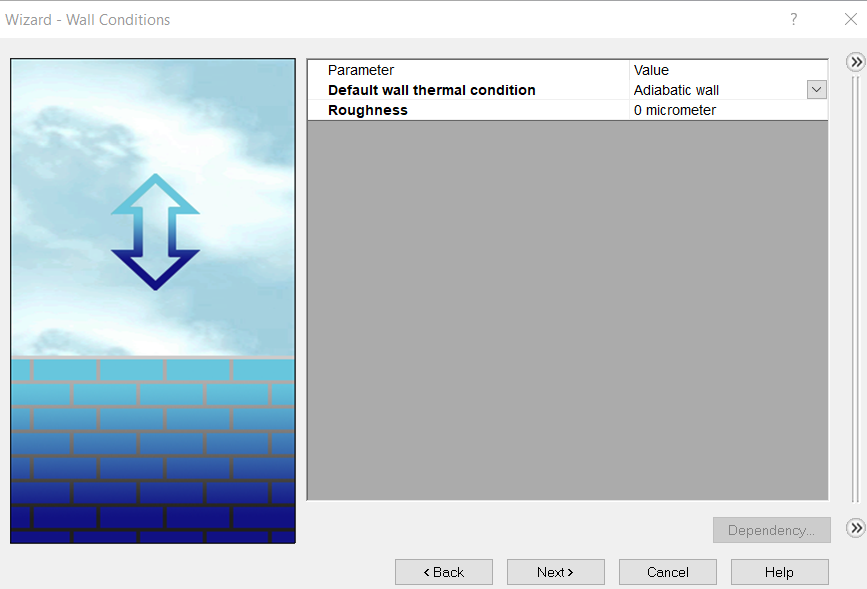 Wizard - Wall Conditions
Parameter Value
Default wall thermal condition Adiabatic wall
Roughness 0 micrometer
Dependency...
< Back Next > Cancel Help